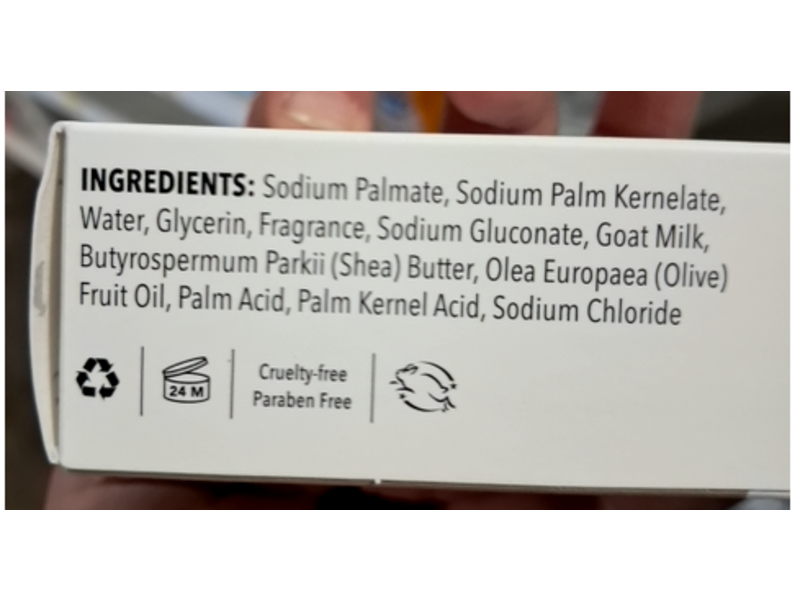 INGREDIENTS: Sodium Palmate, Sodium Palm Kernelate,
Water, Glycerin, Fragrance, Sodium Gluconate, Goat Milk,
Butyrospermum Parkii (Shea) Butter, Olea Europaea (Olive)
Fruit Oil, Palm Acid, Palm Kernel Acid, Sodium Chloride
24 M
Cruelty-free
Paraben Free